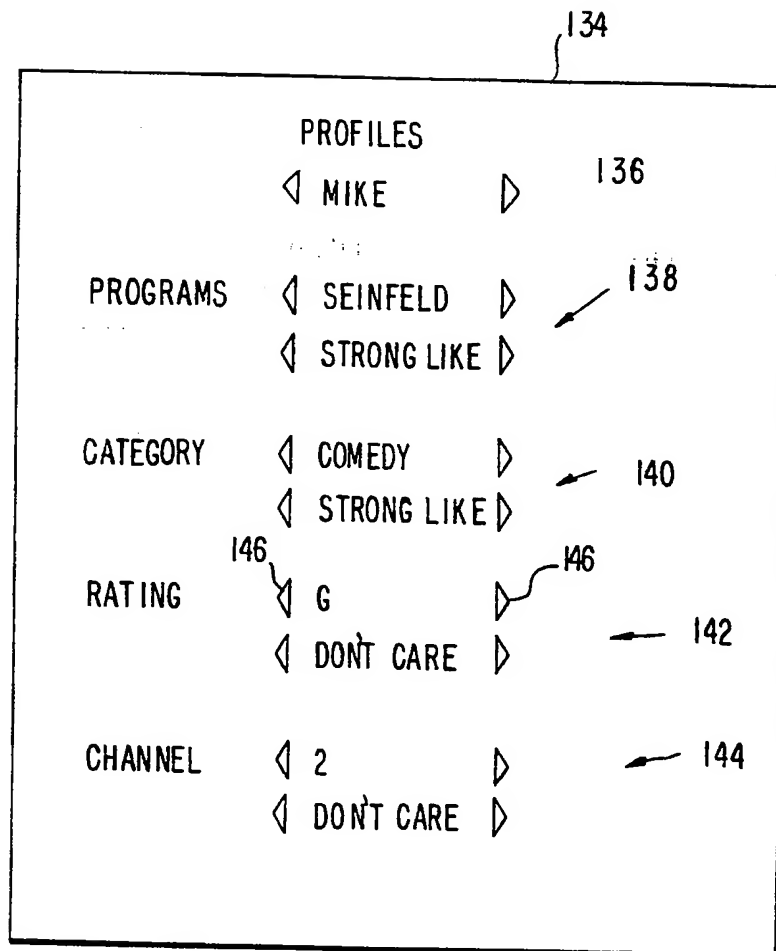 134
PROFILES
MIKE 136
PROGRAMS SEINFELD 138
STRONG LIKE
CATEGORY COMEDY 140
STRONG LIKE
146 146
RATING G
DON'T CARE 142
CHANNEL 2 144
DON'T CARE